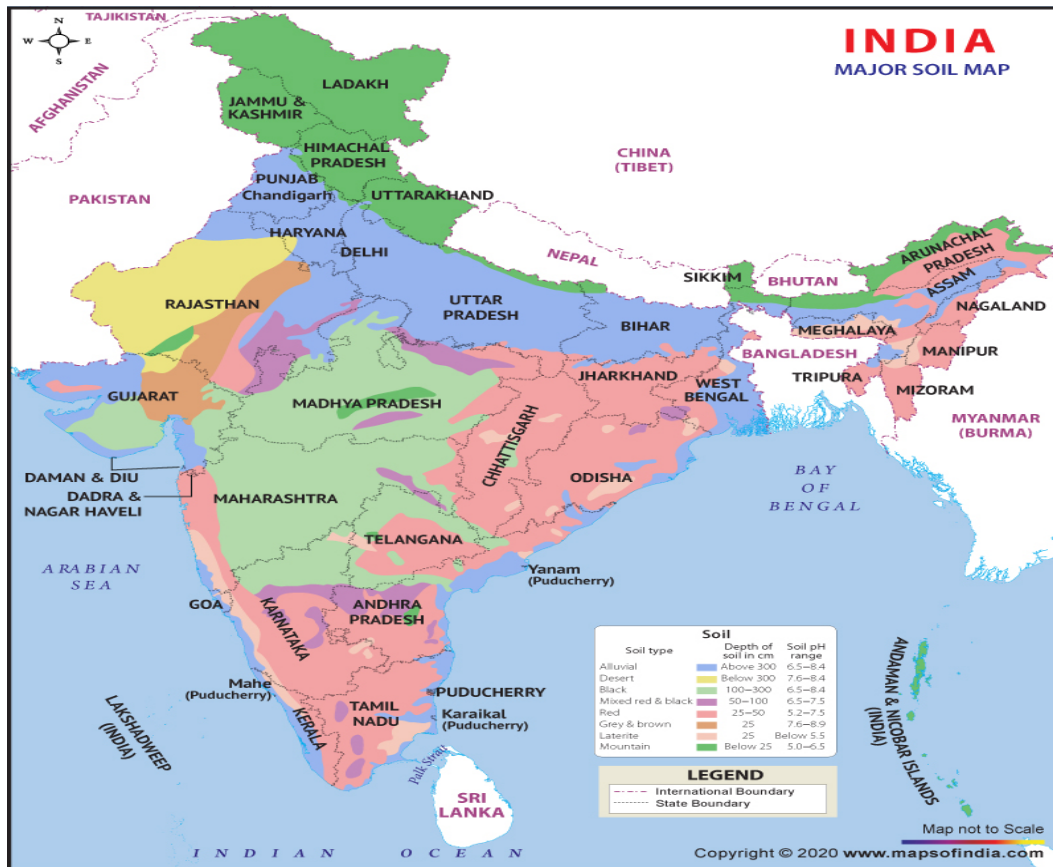 INDIA
MAJOR SOIL MAP
N
W E
S
TAJIKISTAN
AFGHANISTAN
PAKISTAN
CHINA
(TIBET)
NEPAL
BHUTAN
BANGLADESH
MYANMAR
(BURMA)
SRI
LANKA
LADAKH
JAMMU &
KASHMIR
HIMACHAL
PRADESH
PUNJAB
Chandigarh
UTTARAKHAND
HARYANA
DELHI
RAJASTHAN
UTTAR
PRADESH
BIHAR
SIKKIM
ARUNACHAL
PRADESH
ASSAM
NAGALAND
MEGHALAYA
MANIPUR
TRIPURA
MIZORAM
GUJARAT
MADHYA PRADESH
JHARKHAND
WEST
BENGAL
CHHATTISGARH
ODISHA
DAMAN & DIU
DADRA &
NAGAR HAVELI
MAHARASHTRA
TELANGANA
Yanam
(Puducherry)
GOA
KARNATAKA
ANDHRA
PRADESH
Mahe
(Puducherry)
PUDUCHERRY
TAMIL
NADU
Karaikal
(Puducherry)
KERALA
LAKSHADWEEP
(INDIA)
ANDAMAN & NICOBAR ISLANDS
(INDIA)
ARABIAN
SEA
BAY
OF
BENGAL
Palk Strait
INDIAN OCEAN
Soil
Soil type Depth of soil in cm Soil pH range
Alluvial Above 300 6.5–8.4
Desert Below 300 7.6–8.4
Black 100–300 6.5–8.4
Mixed red & black 50–100 6.5–7.5
Red 25–50 5.2–7.5
Grey & brown 25 7.6–8.9
Laterite 25 Below 5.5
Mountain Below 25 5.0–6.5
LEGEND
International Boundary
State Boundary
Map not to Scale
Copyright © 2020 www.mapsofindia.com